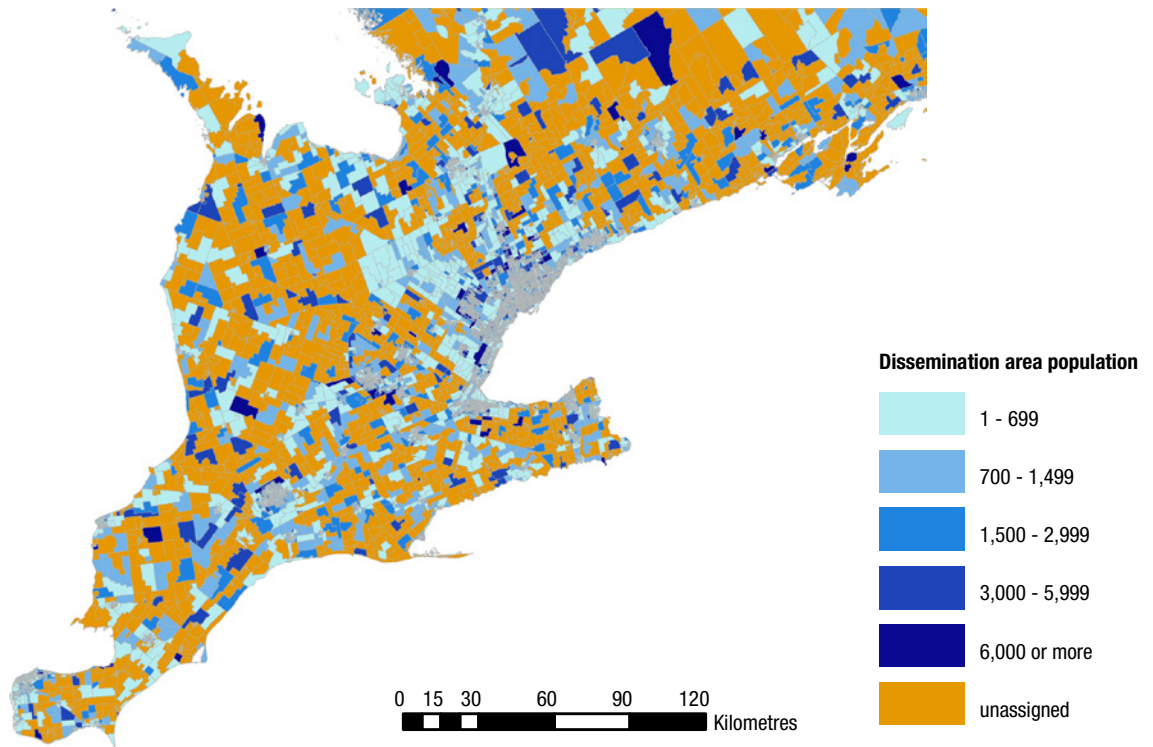 Dissemination area population
1 - 699
700 - 1,499
1,500 - 2,999
3,000 - 5,999
6,000 or more
unassigned
0 15 30 60 90 120
Kilometres